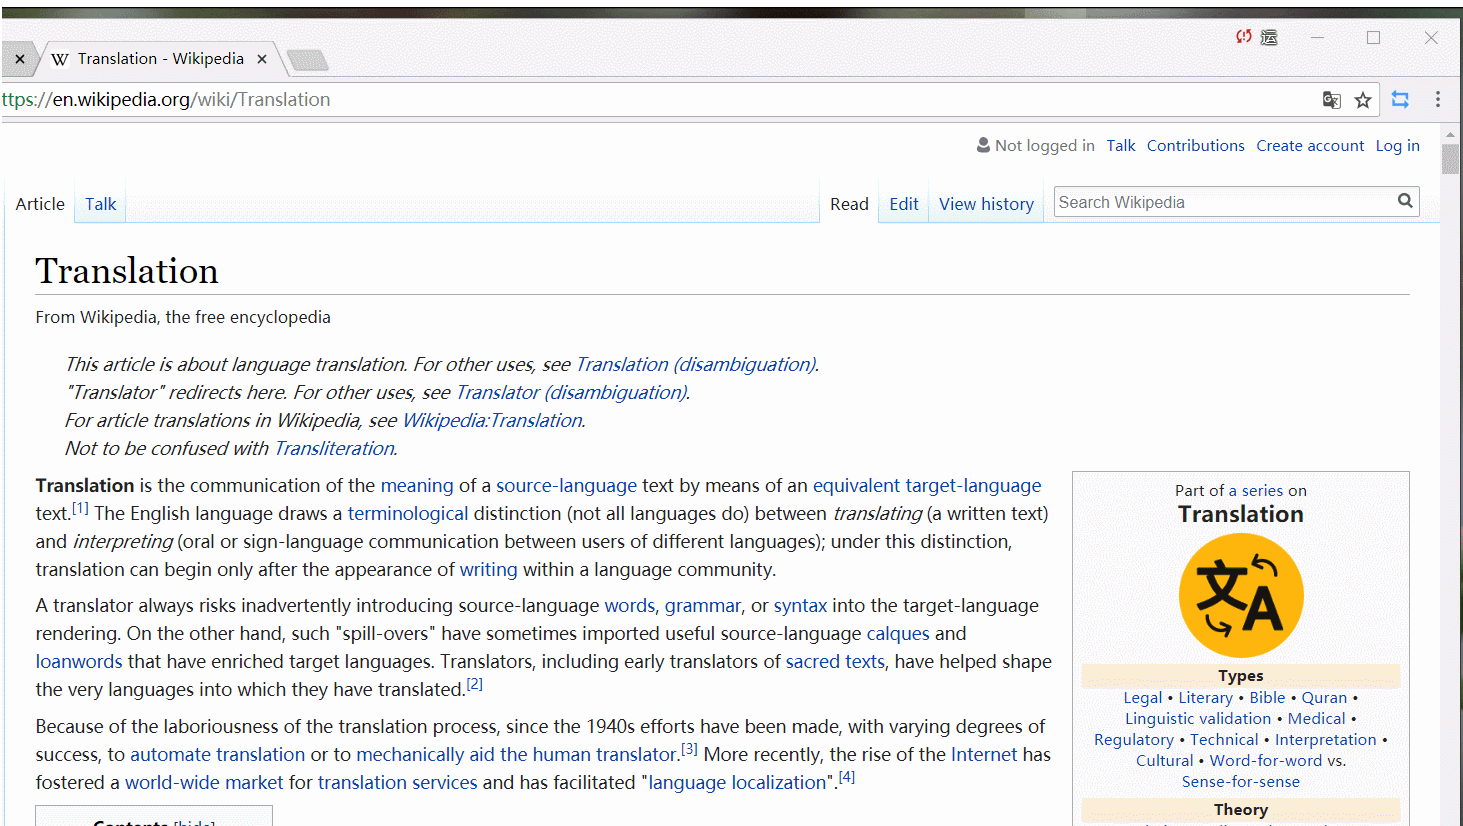 运
Translation - Wikipedia
ttps://en.wikipedia.org/wiki/Translation
Not logged in Talk Contributions Create account Log in
Article Talk Read Edit View history Search Wikipedia
Translation
From Wikipedia, the free encyclopedia
This article is about language translation. For other uses, see Translation (disambiguation).
"Translator" redirects here. For other uses, see Translator (disambiguation).
For article translations in Wikipedia, see Wikipedia:Translation.
Not to be confused with Transliteration.
Translation is the communication of the meaning of a source-language text by means of an equivalent target-language
text.[1] The English language draws a terminological distinction (not all languages do) between translating (a written text)
and interpreting (oral or sign-language communication between users of different languages); under this distinction,
translation can begin only after the appearance of writing within a language community.
A translator always risks inadvertently introducing source-language words, grammar, or syntax into the target-language
rendering. On the other hand, such "spill-overs" have sometimes imported useful source-language calques and
loanwords that have enriched target languages. Translators, including early translators of sacred texts, have helped shape
the very languages into which they have translated.[2]
Because of the laboriousness of the translation process, since the 1940s efforts have been made, with varying degrees of
success, to automate translation or to mechanically aid the human translator.[3] More recently, the rise of the Internet has
fostered a world-wide market for translation services and has facilitated "language localization".[4]
Contents [hide]
Part of a series on
Translation
文A
Types
Legal • Literary • Bible • Quran •
Linguistic validation • Medical •
Regulatory • Technical • Interpretation •
Cultural • Word-for-word vs.
Sense-for-sense
Theory